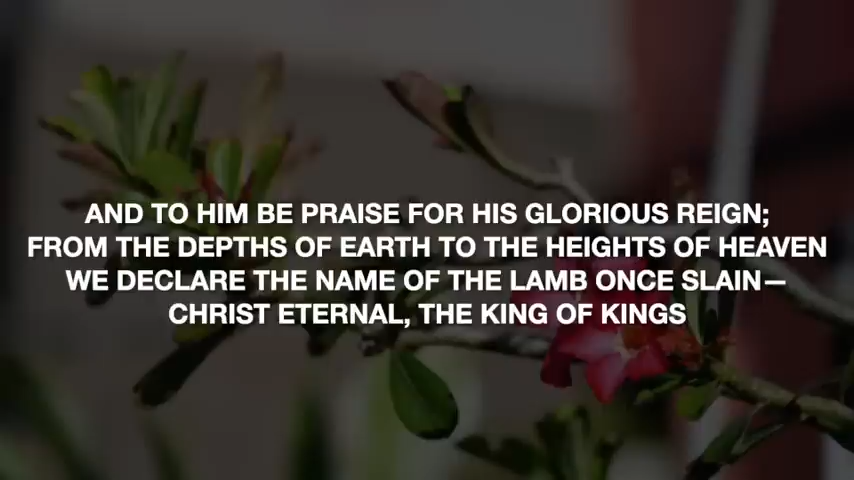 AND TO HIM BE PRAISE FOR HIS GLORIOUS REIGN;
FROM THE DEPTHS OF EARTH TO THE HEIGHTS OF HEAVEN
WE DECLARE THE NAME OF THE LAMB ONCE SLAIN—
CHRIST ETERNAL, THE KING OF KINGS